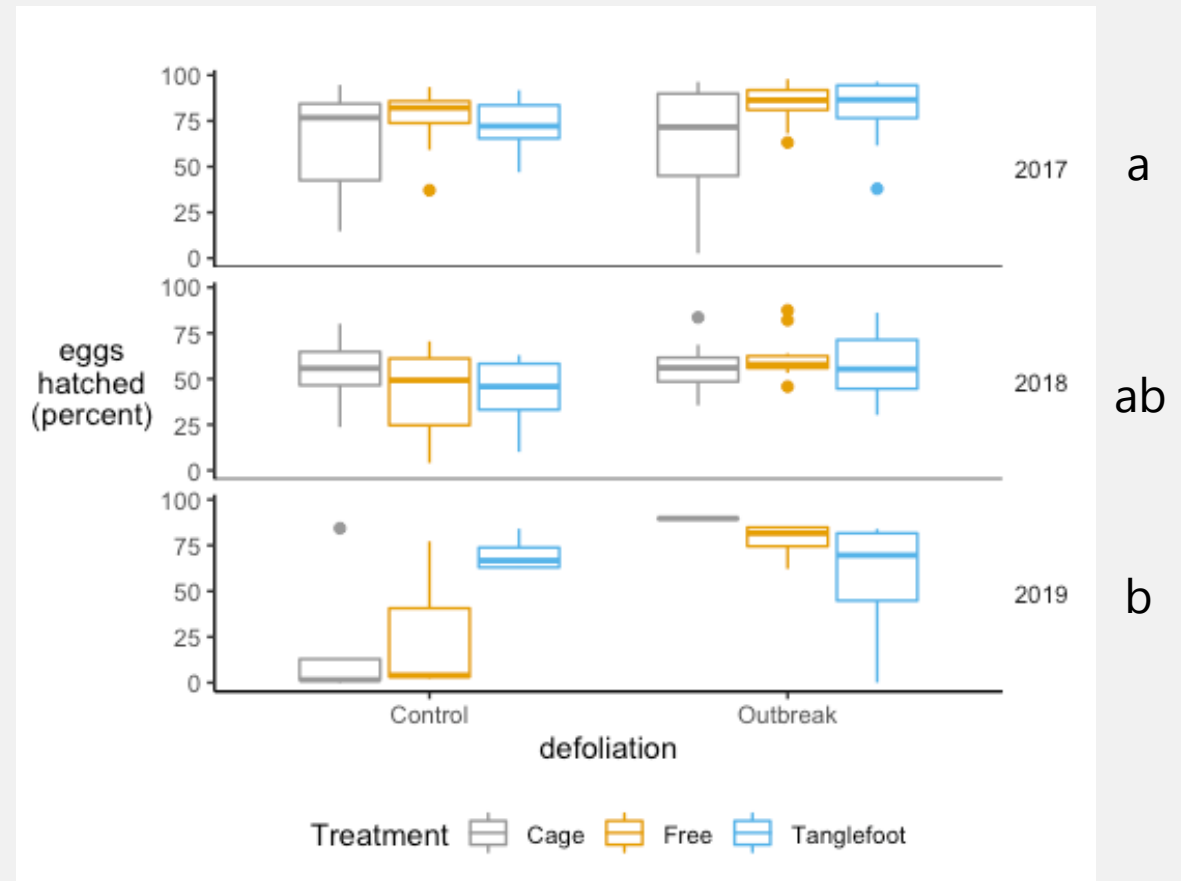 100
75
50
25
0
2017
a
100
75
50
25
0
2018
ab
eggs
hatched
(percent)
100
75
50
25
0
2019
b
Control
Outbreak
defoliation
Treatment Cage Free Tanglefoot